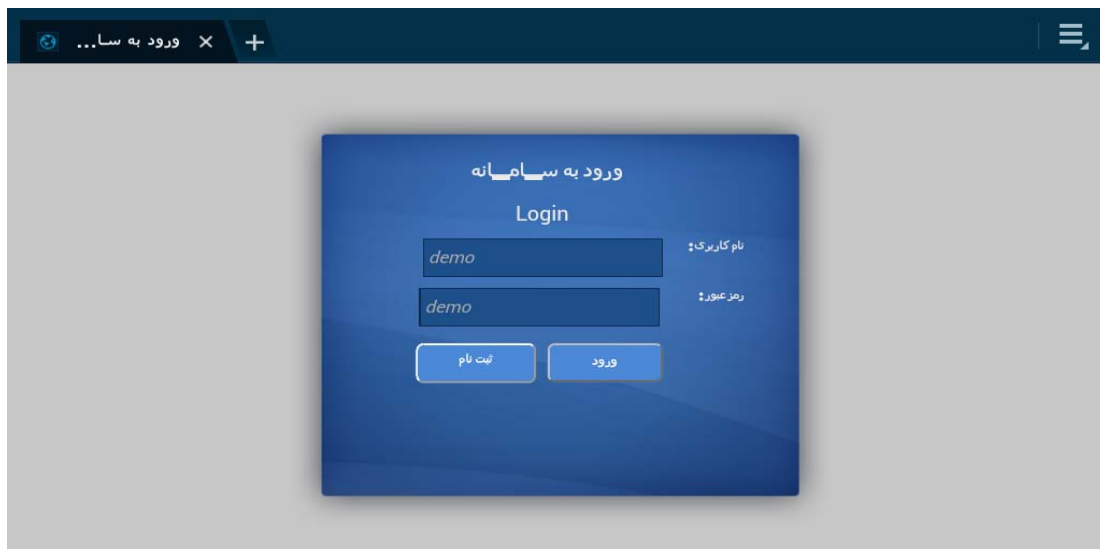 ورود به سا...
ورود به ســامــانه
Login
نام کاربری:
demo
رمز عبور:
demo
ورود
ثبت نام